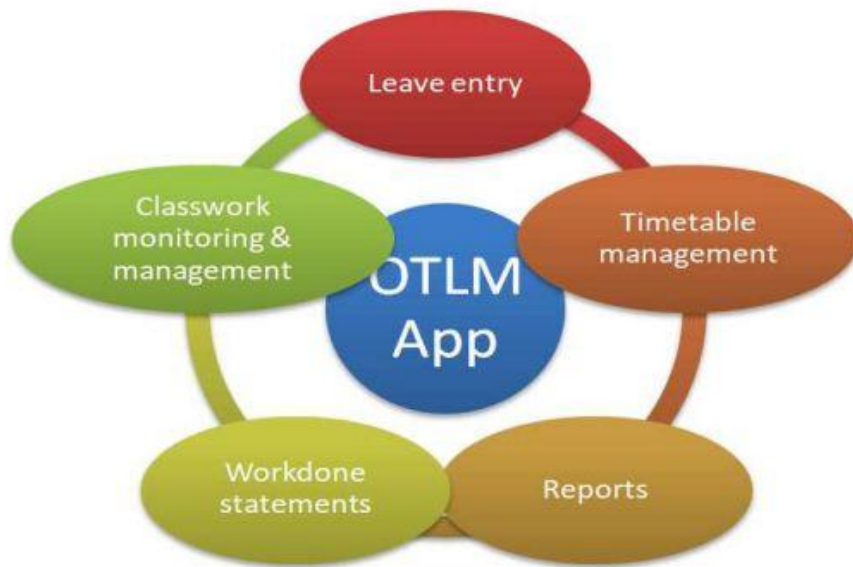 Leave entry
Timetable
management
Reports
Workdone
statements
Classwork
monitoring &
management
OTLM
App